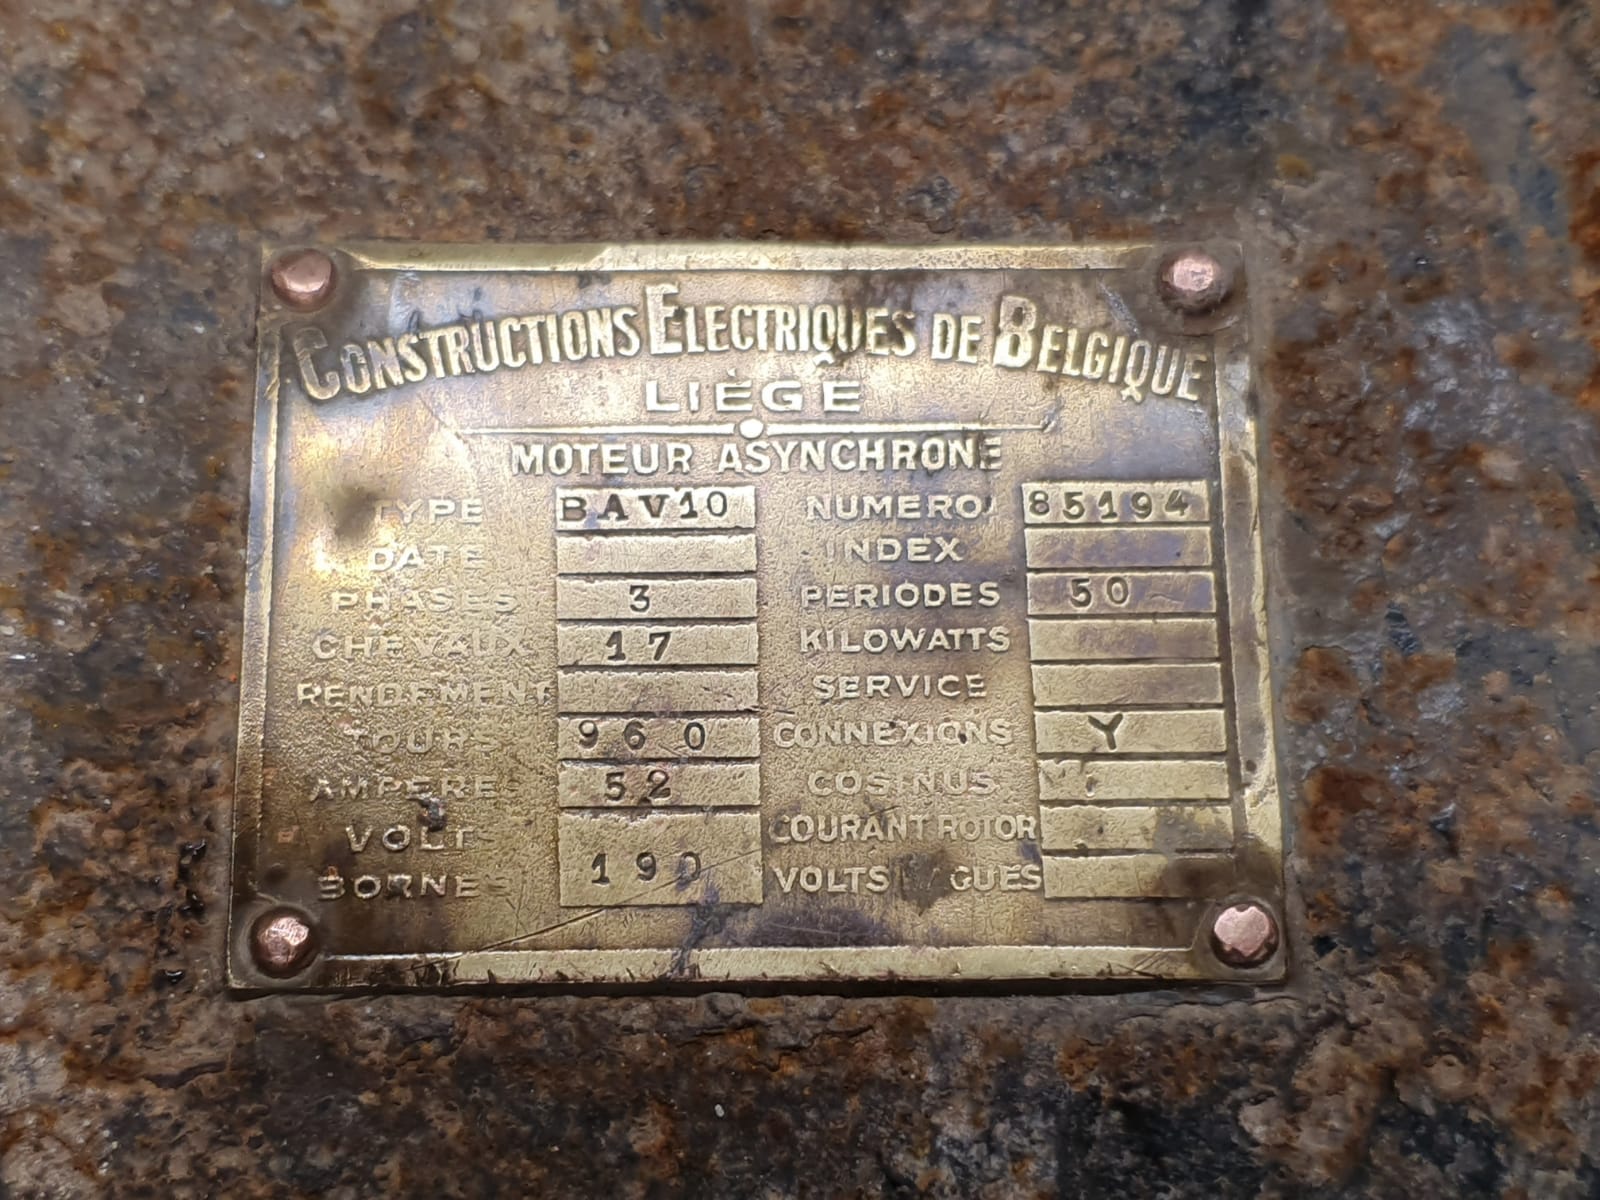 CONSTRUCTIONS ELECTRIQUES DE BELGIQUE
LIÈGE
MOTEUR ASYNCHRONE
TYPE BAV10 NUMERO 85194
DATE INDEX
PHASES 3 PERIODES 50
CHEVAUX 17 KILOWATTS
RENDEMENT SERVICE
TOURS 960 CONNEXIONS Y
AMPERES 52 COSINUS
VOLTS COURANT ROTOR
BORNES 190 VOLTS